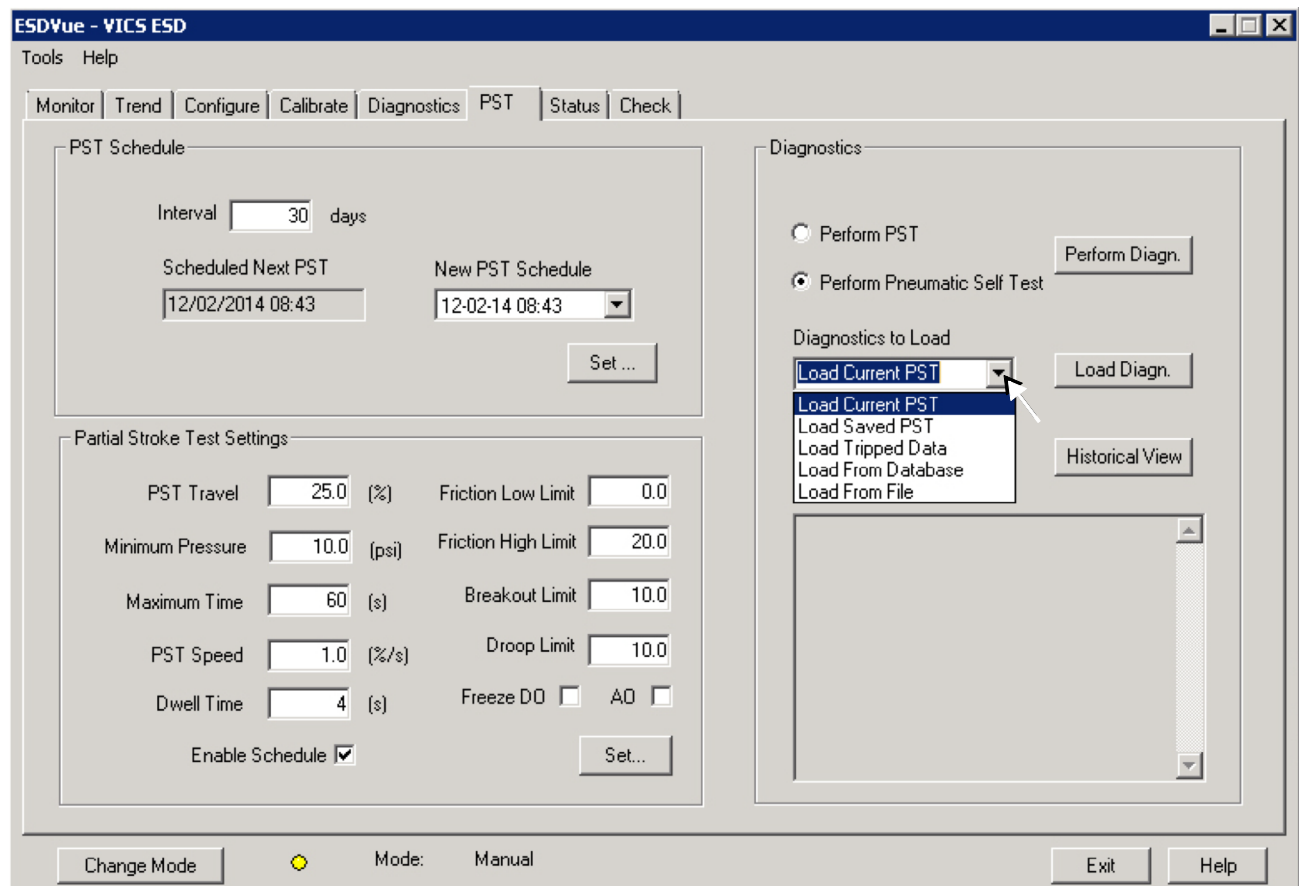 ESDVue - VICS ESD
Tools Help
Monitor Trend Configure Calibrate Diagnostics PST Status Check
PST Schedule
Interval 30 days
Scheduled Next PST
12/02/2014 08:43
New PST Schedule
12-02-14 08:43
Set ...
Partial Stroke Test Settings
PST Travel 25.0 (%)
Minimum Pressure 10.0 (psi)
Maximum Time 60 (s)
PST Speed 1.0 (%/s)
Dwell Time 4 (s)
Enable Schedule
Friction Low Limit 0.0
Friction High Limit 20.0
Breakout Limit 10.0
Droop Limit 10.0
Freeze DO AO
Set...
Diagnostics
Perform PST
Perform Pneumatic Self Test
Perform Diagn.
Diagnostics to Load
Load Current PST
Load Diagn.
Load Current PST
Load Saved PST
Load Tripped Data
Load From Database
Load From File
Historical View
Change Mode
Mode: Manual
Exit
Help